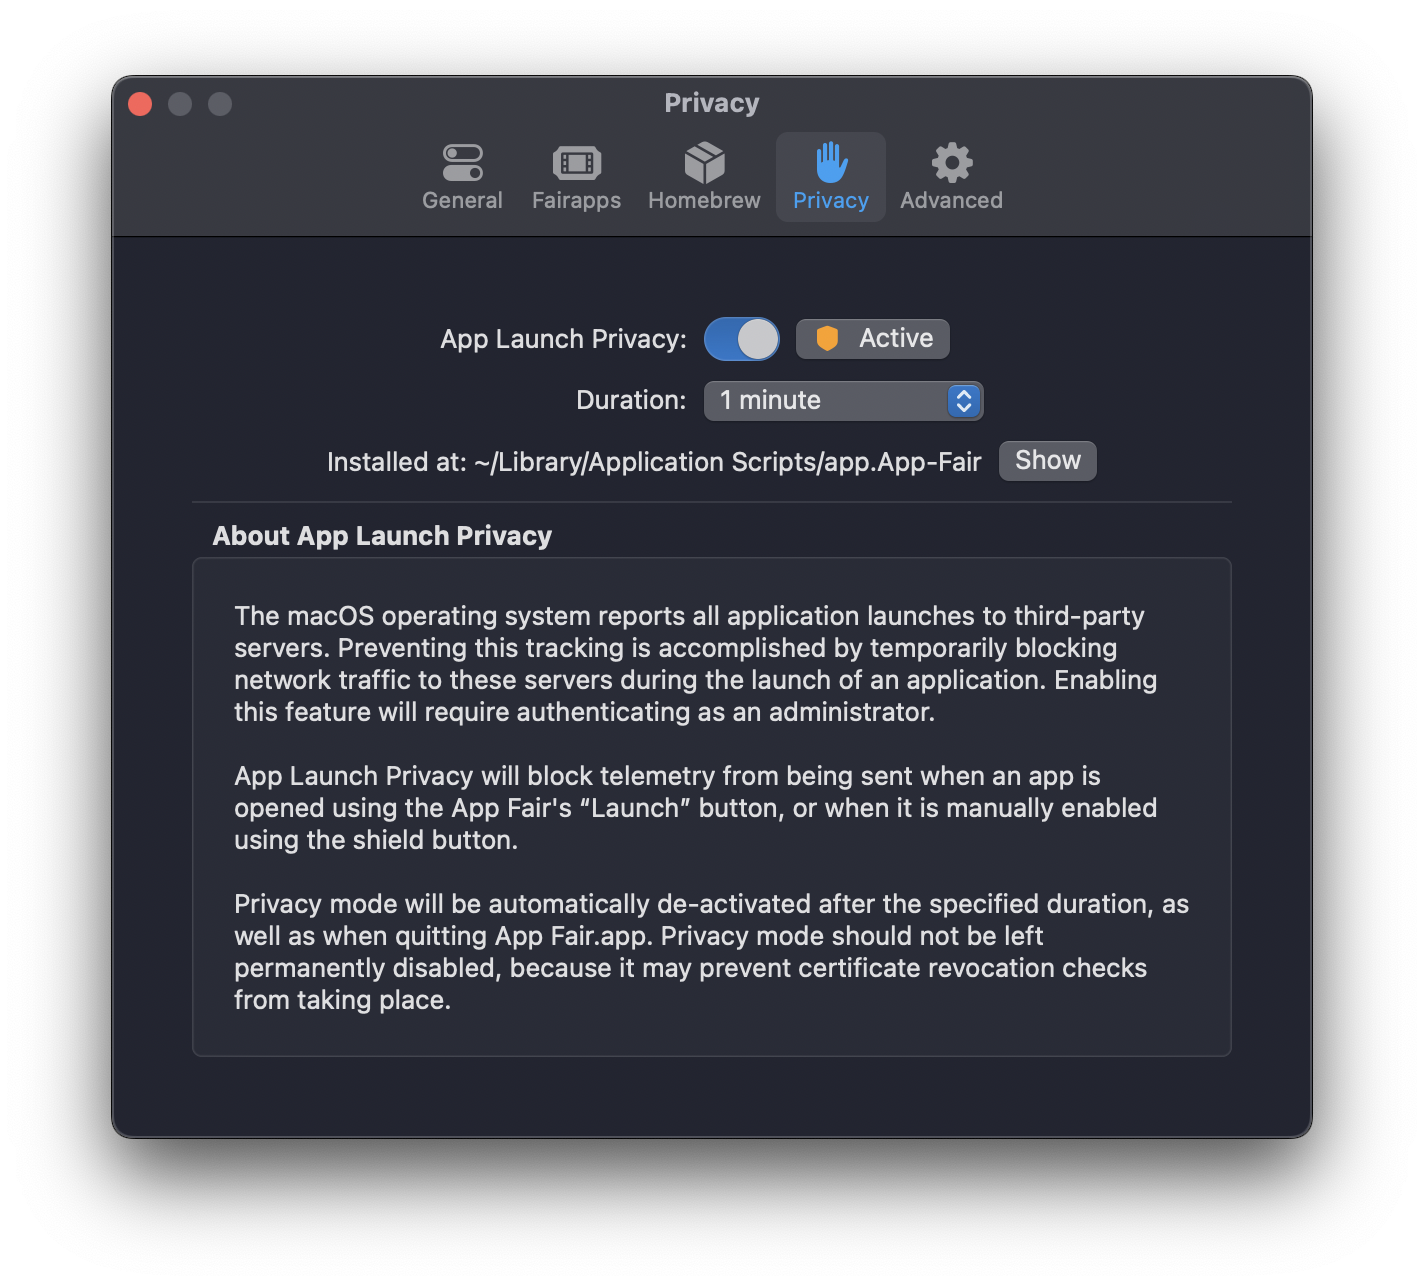 Privacy
General
Fairapps
Homebrew
Privacy
Advanced
App Launch Privacy:
Active
Duration:
1 minute
Installed at: ~/Library/Application Scripts/app.App-Fair
Show
About App Launch Privacy
The macOS operating system reports all application launches to third-party
servers. Preventing this tracking is accomplished by temporarily blocking
network traffic to these servers during the launch of an application. Enabling
this feature will require authenticating as an administrator.
App Launch Privacy will block telemetry from being sent when an app is
opened using the App Fair's “Launch” button, or when it is manually enabled
using the shield button.
Privacy mode will be automatically de-activated after the specified duration, as
well as when quitting App Fair.app. Privacy mode should not be left
permanently disabled, because it may prevent certificate revocation checks
from taking place.